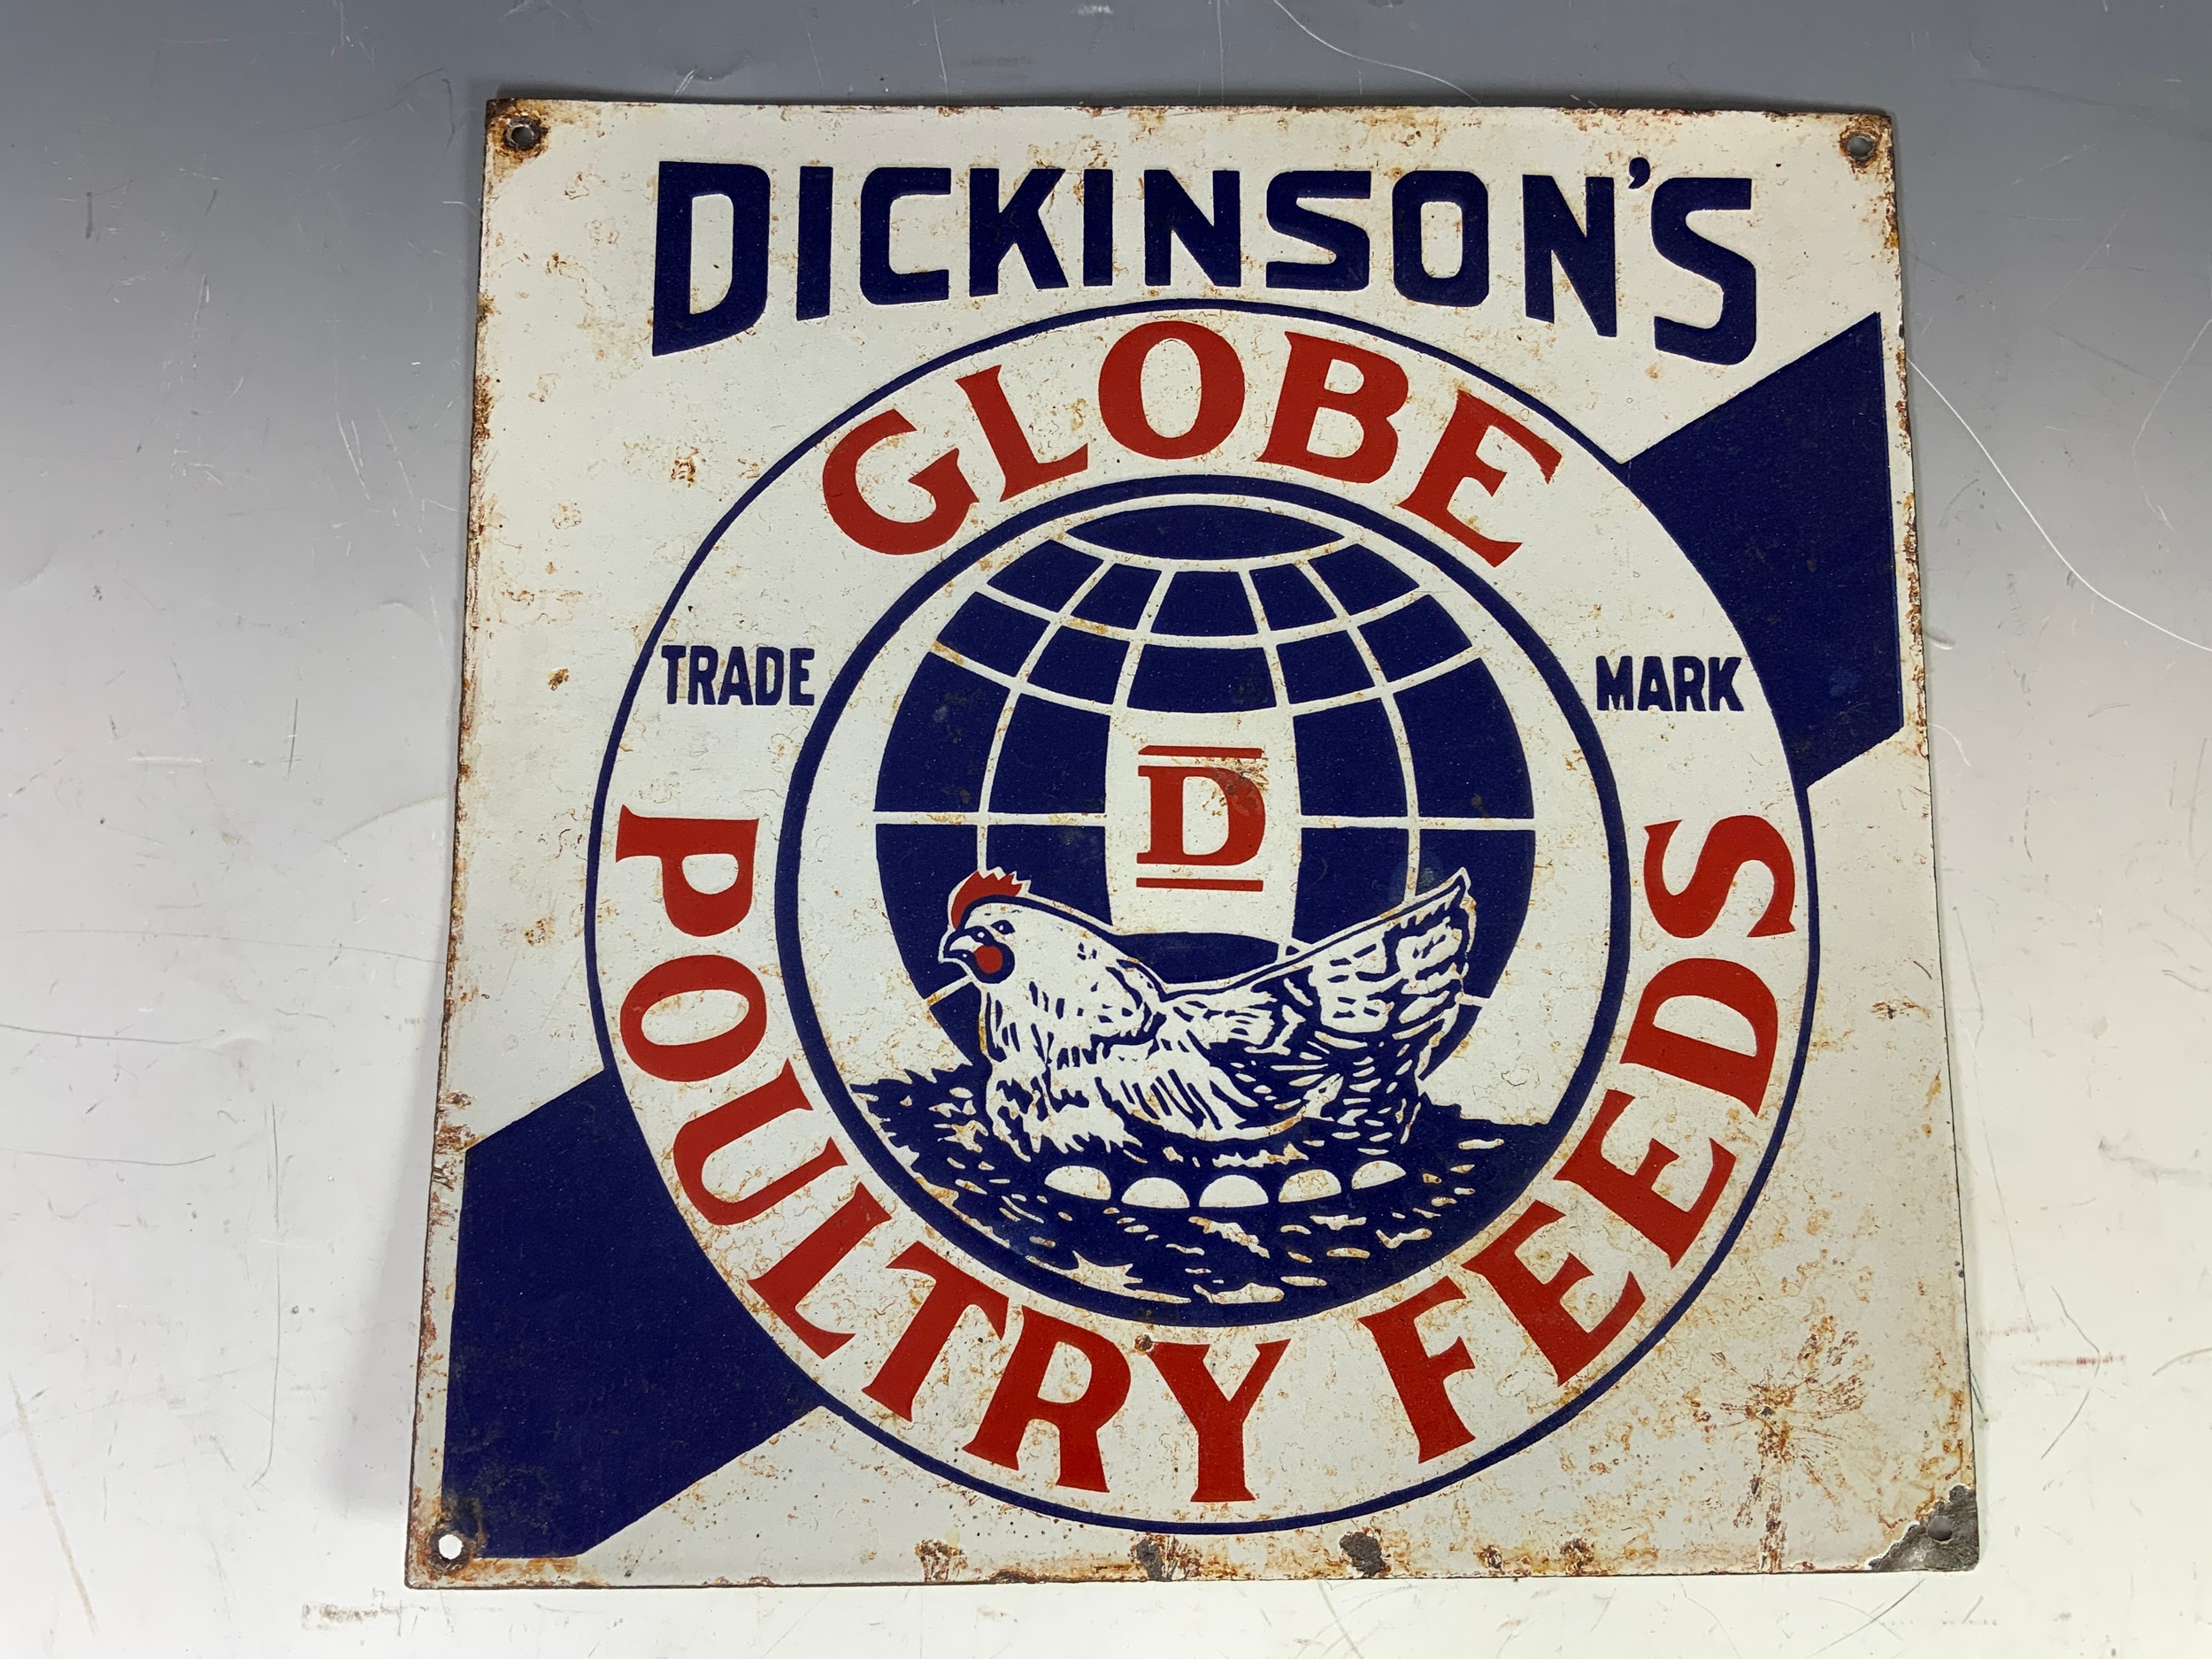 DICKINSON'S
GLOBE
TRADE MARK
D
POULTRY FEEDS